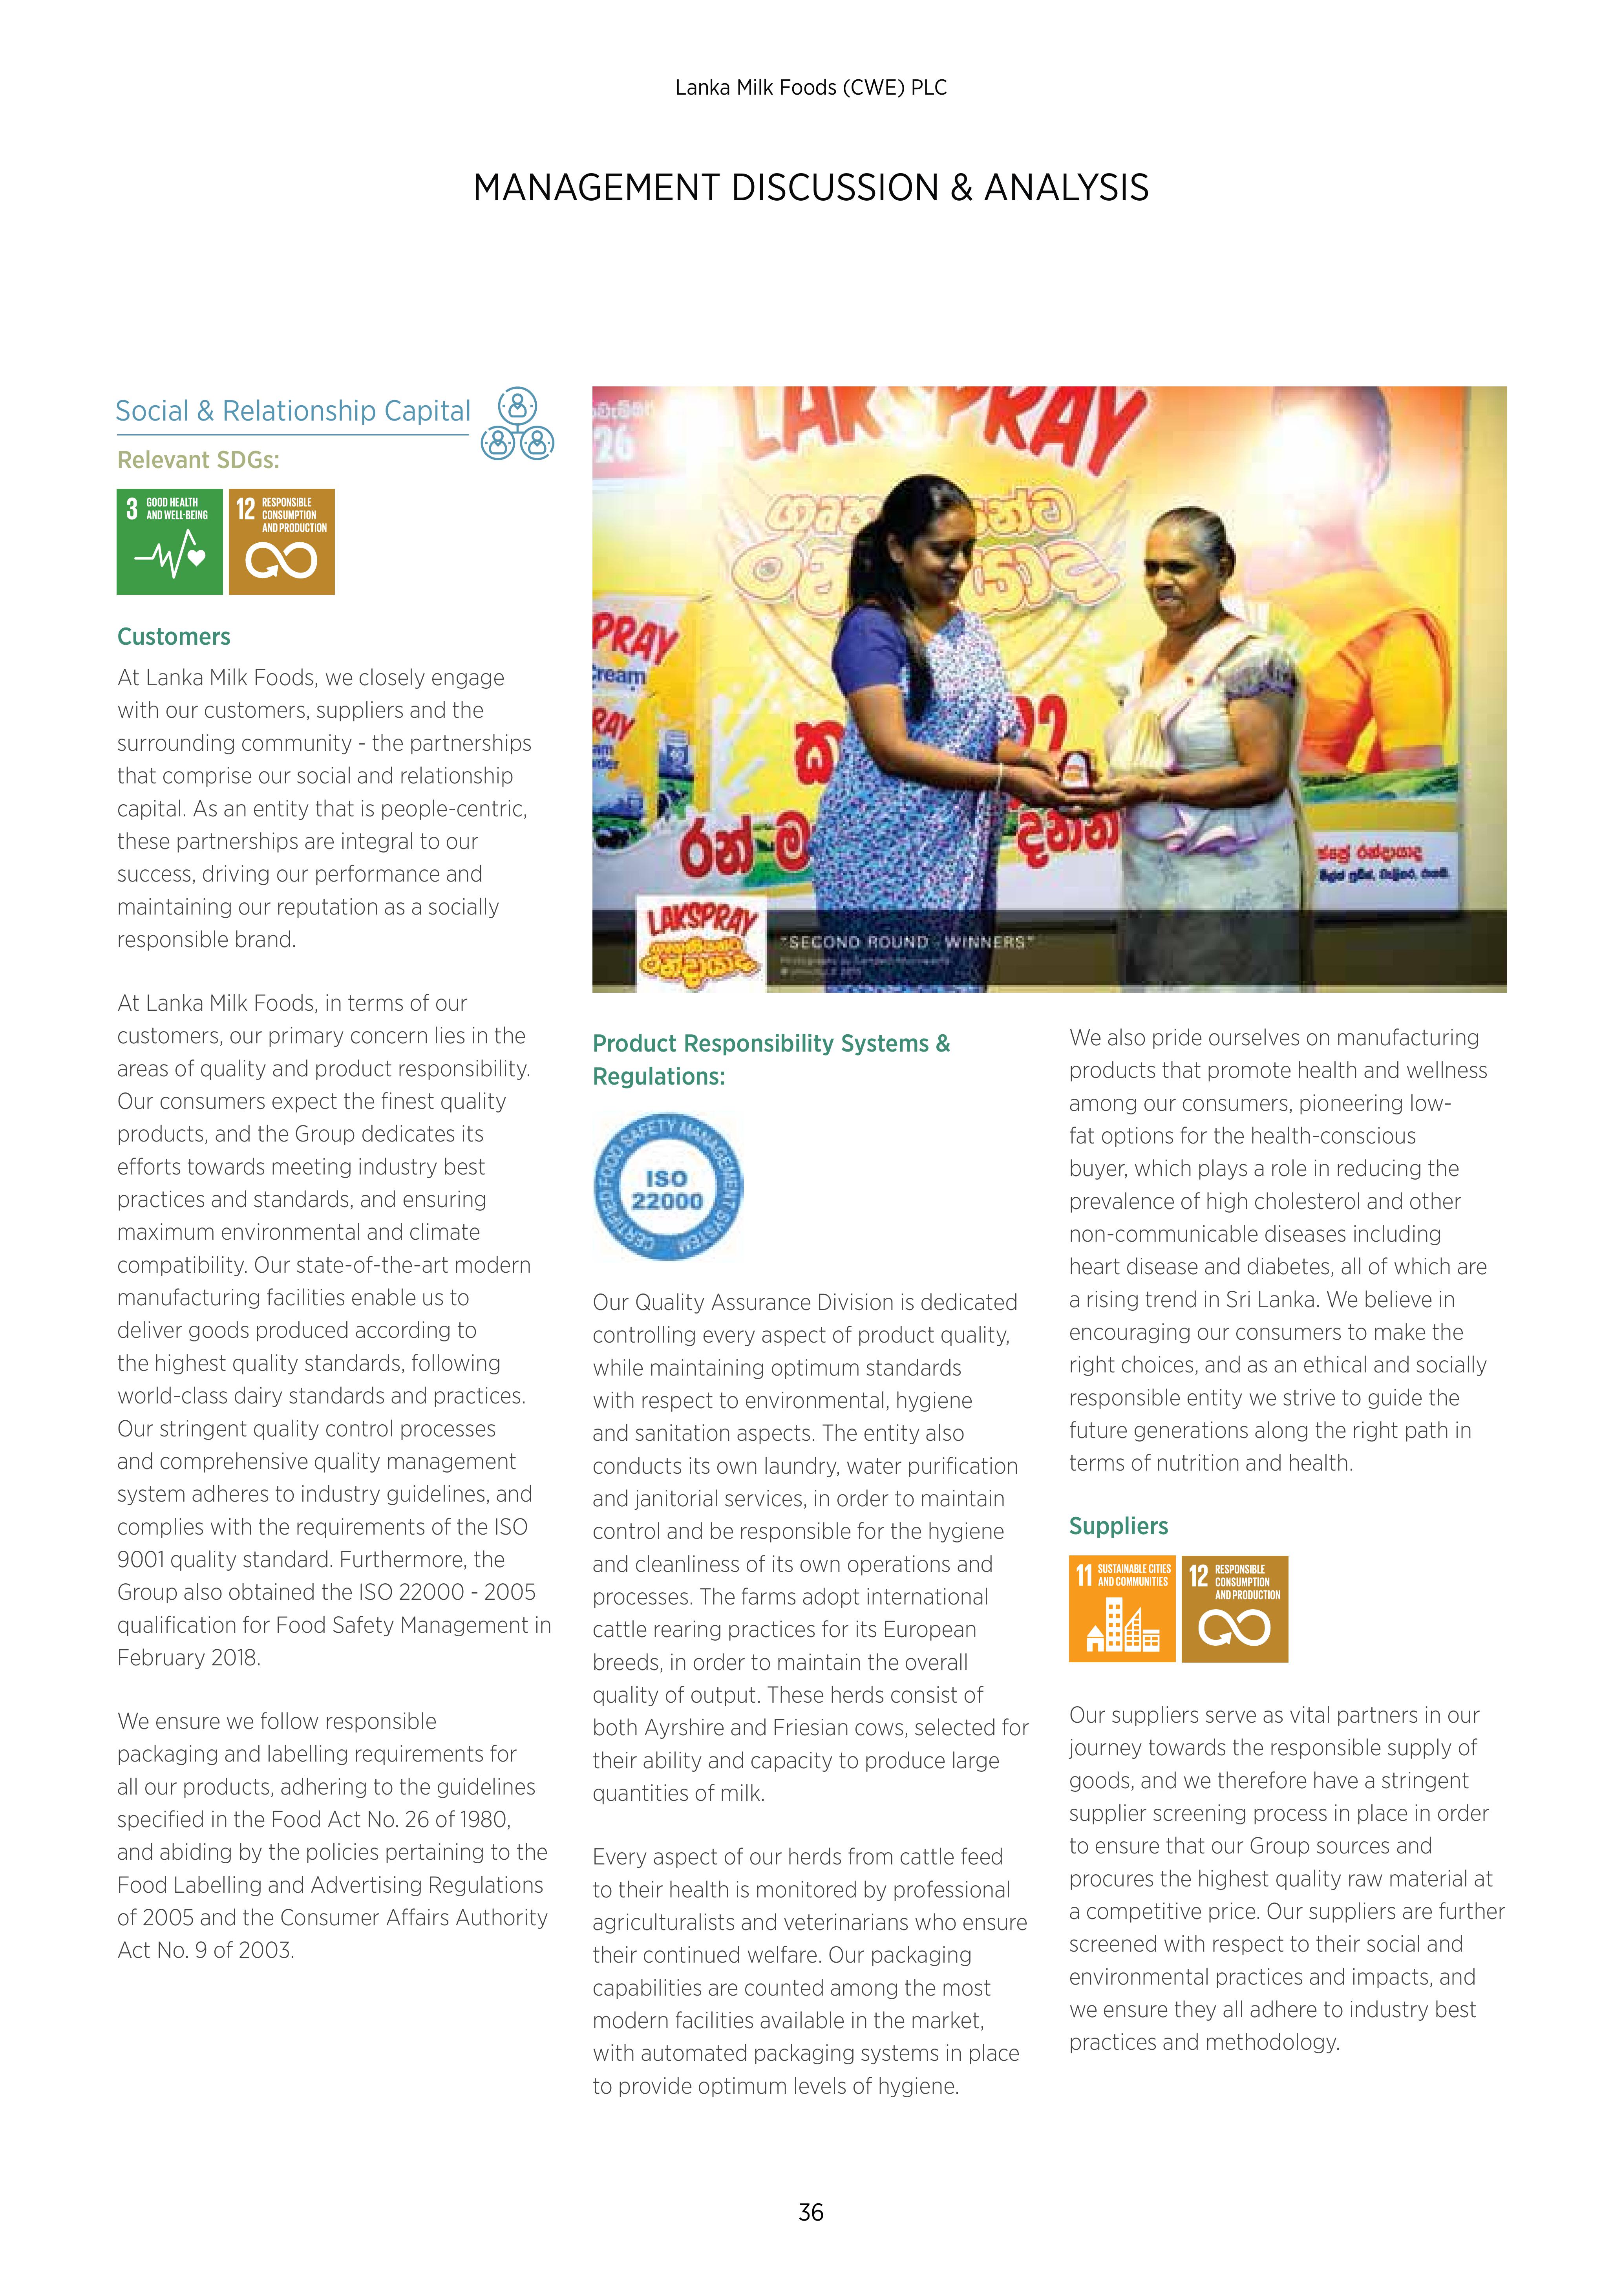 Lanka Milk Foods (CWE) PLC
MANAGEMENT DISCUSSION & ANALYSIS
Social & Relationship Capital
Relevant SDGs:
3 GOOD HEALTH
AND WELL-BEING
12 RESPONSIBLE
CONSUMPTION
AND PRODUCTION
Customers
At Lanka Milk Foods, we closely engage
with our customers, suppliers and the
surrounding community - the partnerships
that comprise our social and relationship
capital. As an entity that is people-centric,
these partnerships are integral to our
success, driving our performance and
maintaining our reputation as a socially
responsible brand.
At Lanka Milk Foods, in terms of our
customers, our primary concern lies in the
areas of quality and product responsibility.
Our consumers expect the finest quality
products, and the Group dedicates its
efforts towards meeting industry best
practices and standards, and ensuring
maximum environmental and climate
compatibility. Our state-of-the-art modern
manufacturing facilities enable us to
deliver goods produced according to
the highest quality standards, following
world-class dairy standards and practices.
Our stringent quality control processes
and comprehensive quality management
system adheres to industry guidelines, and
complies with the requirements of the ISO
9001 quality standard. Furthermore, the
Group also obtained the ISO 22000 - 2005
qualification for Food Safety Management in
February 2018.
We ensure we follow responsible
packaging and labelling requirements for
all our products, adhering to the guidelines
specified in the Food Act No. 26 of 1980,
and abiding by the policies pertaining to the
Food Labelling and Advertising Regulations
of 2005 and the Consumer Affairs Authority
Act No. 9 of 2003.
LAKSPRAY
26
PRAY
රන්
LAKSPRAY
"SECOND ROUND - WINNERS"
Product Responsibility Systems &
Regulations:
CERTIFIED FOOD SAFETY MANAGEMENT SYSTEM
ISO
22000
Our Quality Assurance Division is dedicated
controlling every aspect of product quality,
while maintaining optimum standards
with respect to environmental, hygiene
and sanitation aspects. The entity also
conducts its own laundry, water purification
and janitorial services, in order to maintain
control and be responsible for the hygiene
and cleanliness of its own operations and
processes. The farms adopt international
cattle rearing practices for its European
breeds, in order to maintain the overall
quality of output. These herds consist of
both Ayrshire and Friesian cows, selected for
their ability and capacity to produce large
quantities of milk.
Every aspect of our herds from cattle feed
to their health is monitored by professional
agriculturalists and veterinarians who ensure
their continued welfare. Our packaging
capabilities are counted among the most
modern facilities available in the market,
with automated packaging systems in place
to provide optimum levels of hygiene.
We also pride ourselves on manufacturing
products that promote health and wellness
among our consumers, pioneering low-
fat options for the health-conscious
buyer, which plays a role in reducing the
prevalence of high cholesterol and other
non-communicable diseases including
heart disease and diabetes, all of which are
a rising trend in Sri Lanka. We believe in
encouraging our consumers to make the
right choices, and as an ethical and socially
responsible entity we strive to guide the
future generations along the right path in
terms of nutrition and health.
Suppliers
11 SUSTAINABLE CITIES
AND COMMUNITIES
12 RESPONSIBLE
CONSUMPTION
AND PRODUCTION
Our suppliers serve as vital partners in our
journey towards the responsible supply of
goods, and we therefore have a stringent
supplier screening process in place in order
to ensure that our Group sources and
procures the highest quality raw material at
a competitive price. Our suppliers are further
screened with respect to their social and
environmental practices and impacts, and
we ensure they all adhere to industry best
practices and methodology.
36